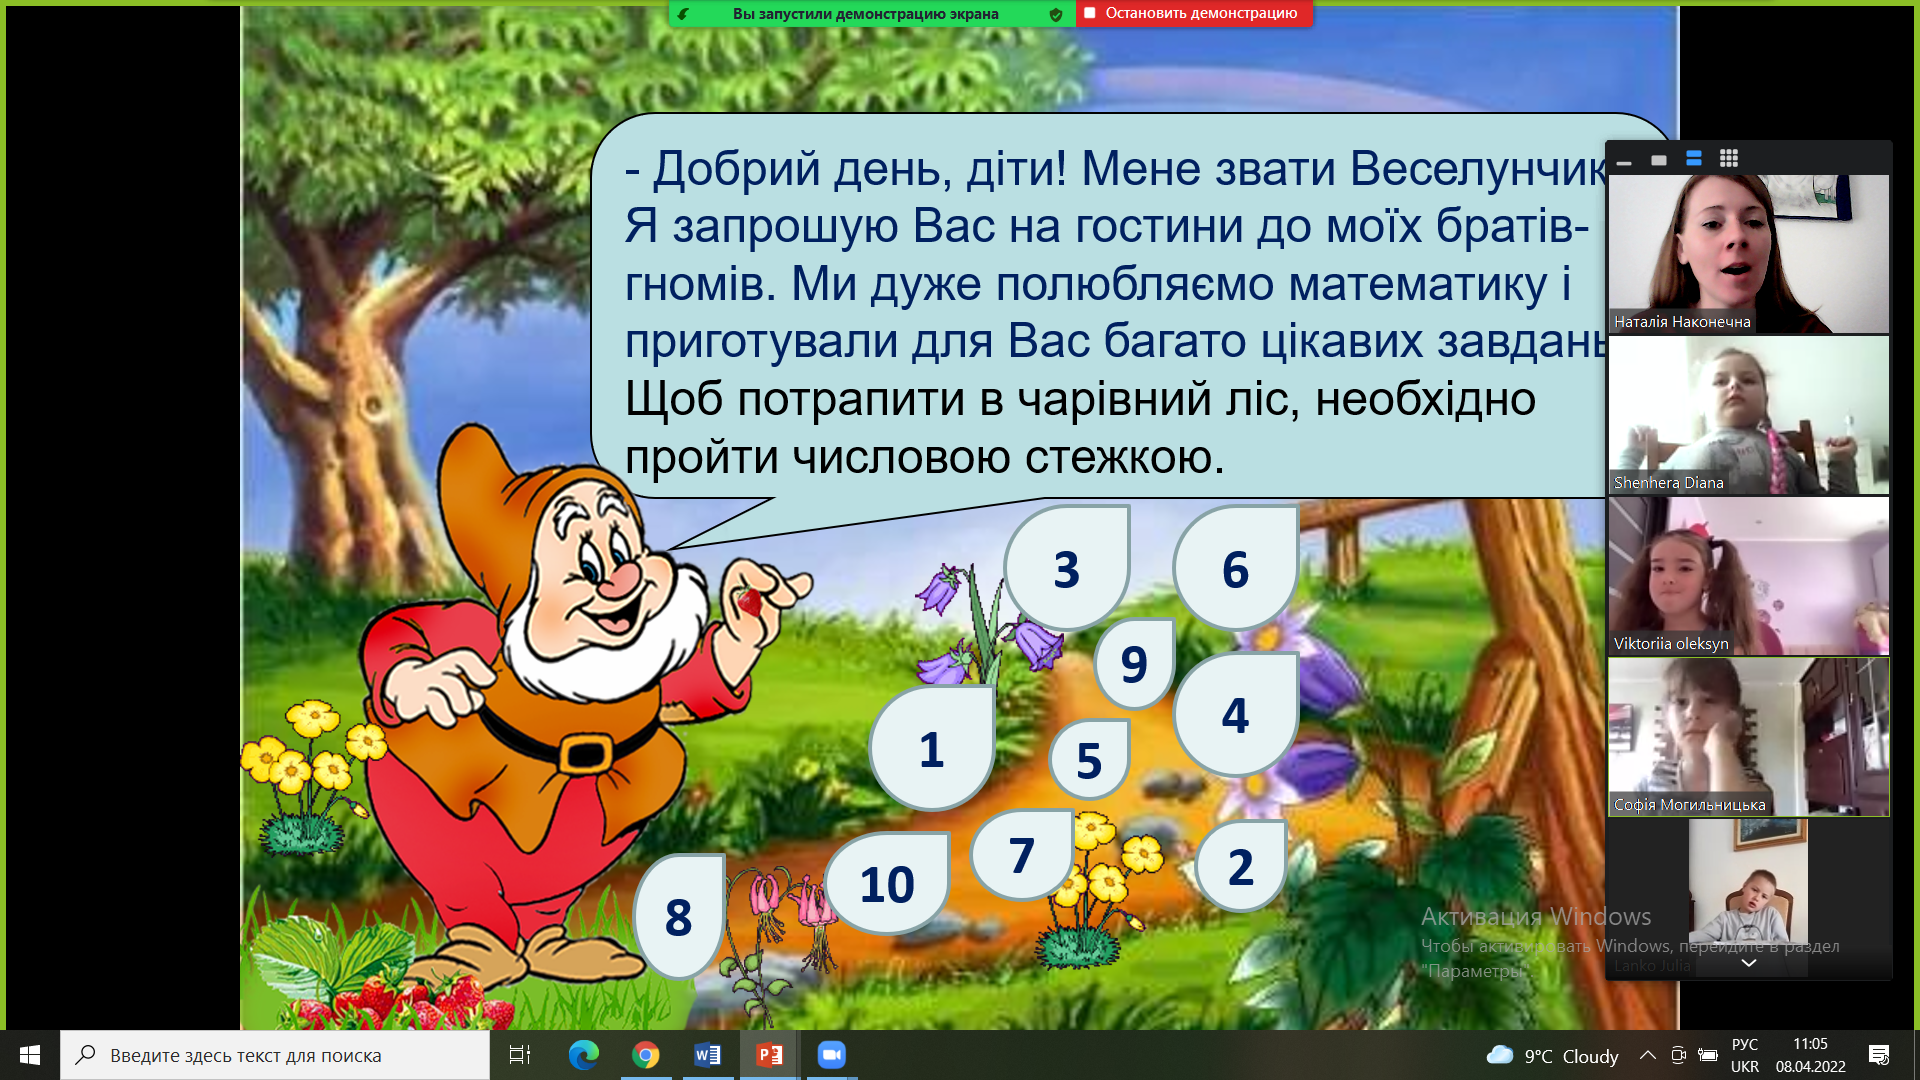 Вы запустили демонстрацию экрана
Остановить демонстрацию
- Добрий день, діти! Мене звати Веселунчик
Я запрошую Вас на гостини до моїх братів-
гномів. Ми дуже полюбляємо математику і
приготували для Вас багато цікавих завдань
Щоб потрапити в чарівний ліс, необхідно
пройти числовою стежкою.
3
6
9
4
1
5
7
10
2
8
Наталія Наконечна
Shenhera Diana
Viktoriia oleksyn
Софія Могильницька
Lanko Julia
Активация Windows
Чтобы активировать Windows, перейдите в раздел
"Параметры".
Введите здесь текст для поиска
9°C Cloudy
РУС
UKR
11:05
08.04.2022